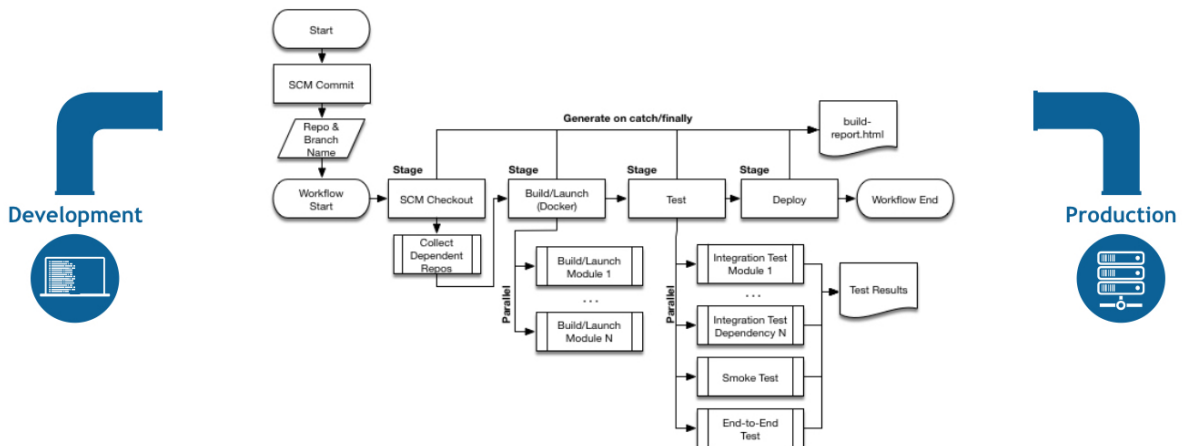 Start
SCM Commit
Repo &
Branch
Name
Generate on catch/finally
build-
report.html
Stage
Stage
Stage
Stage
Workflow
Start
SCM Checkout
Build/Launch
(Docker)
Test
Deploy
Workflow End
Development
Production
Collect
Dependent
Repos
Parallel
Build/Launch
Module 1
...
Build/Launch
Module N
Parallel
Integration Test
Module 1
...
Integration Test
Dependency N
Smoke Test
End-to-End
Test
Test Results